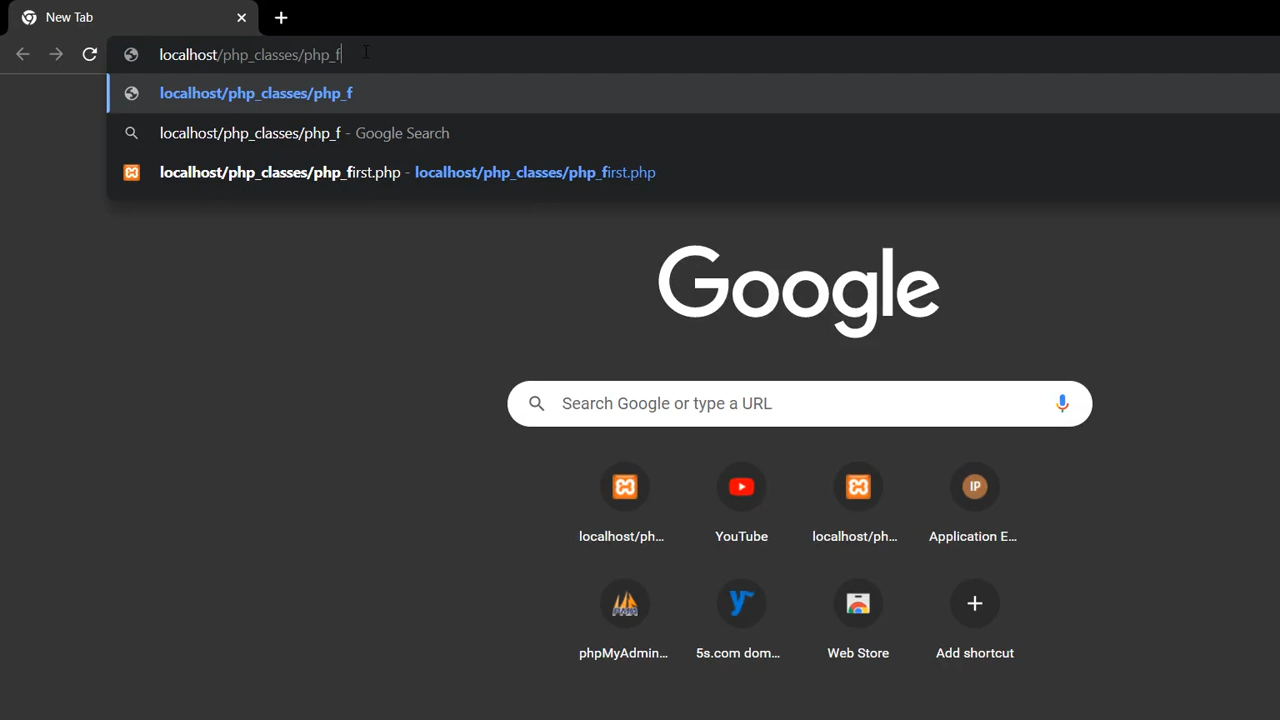 New Tab
localhost/php_classes/php_f
localhost/php_classes/php_f
localhost/php_classes/php_f - Google Search
localhost/php_classes/php_first.php - localhost/php_classes/php_first.php
Google
Search Google or type a URL
IP
localhost/ph... YouTube localhost/ph... Application E...
phpMyAdmin... 5s.com dom... Web Store Add shortcut